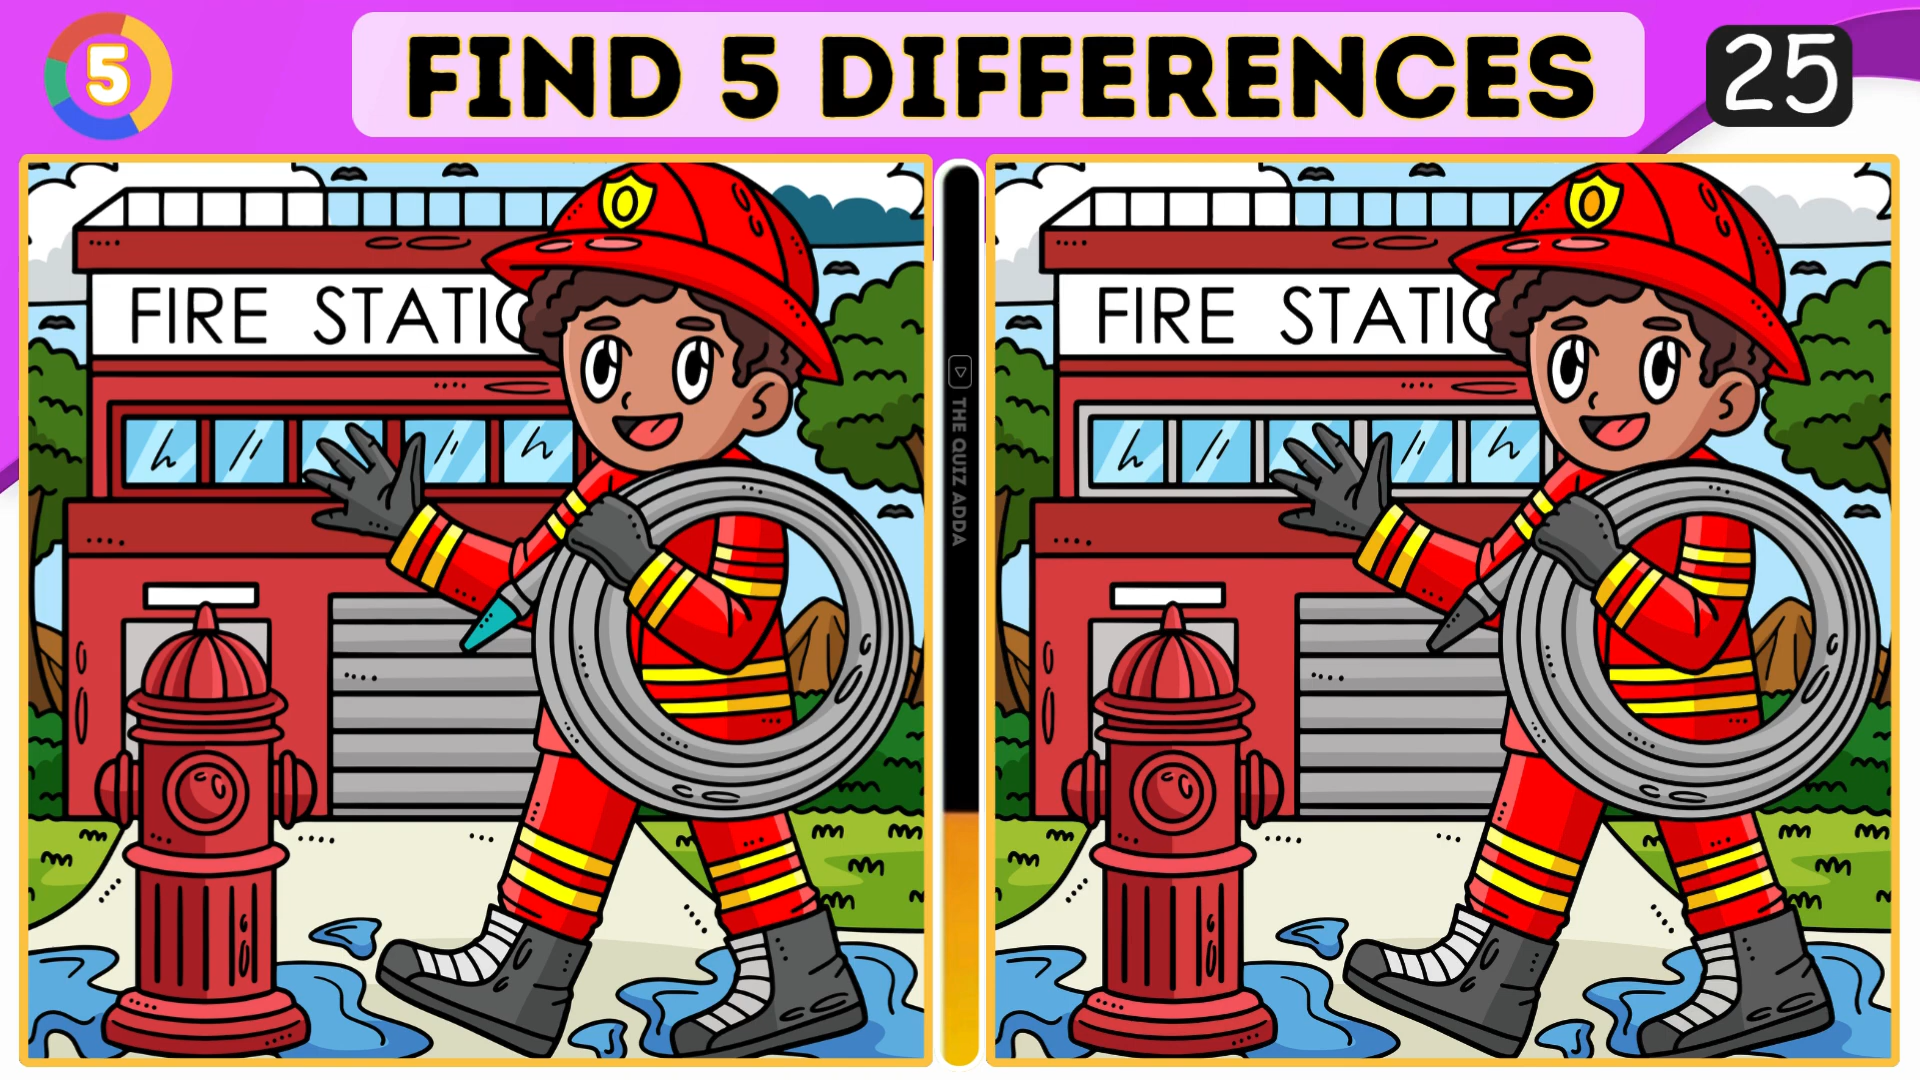 5
FIND 5 DIFFERENCES
25
FIRE STATIO
FIRE STATIO
THE QUIZ ADDA